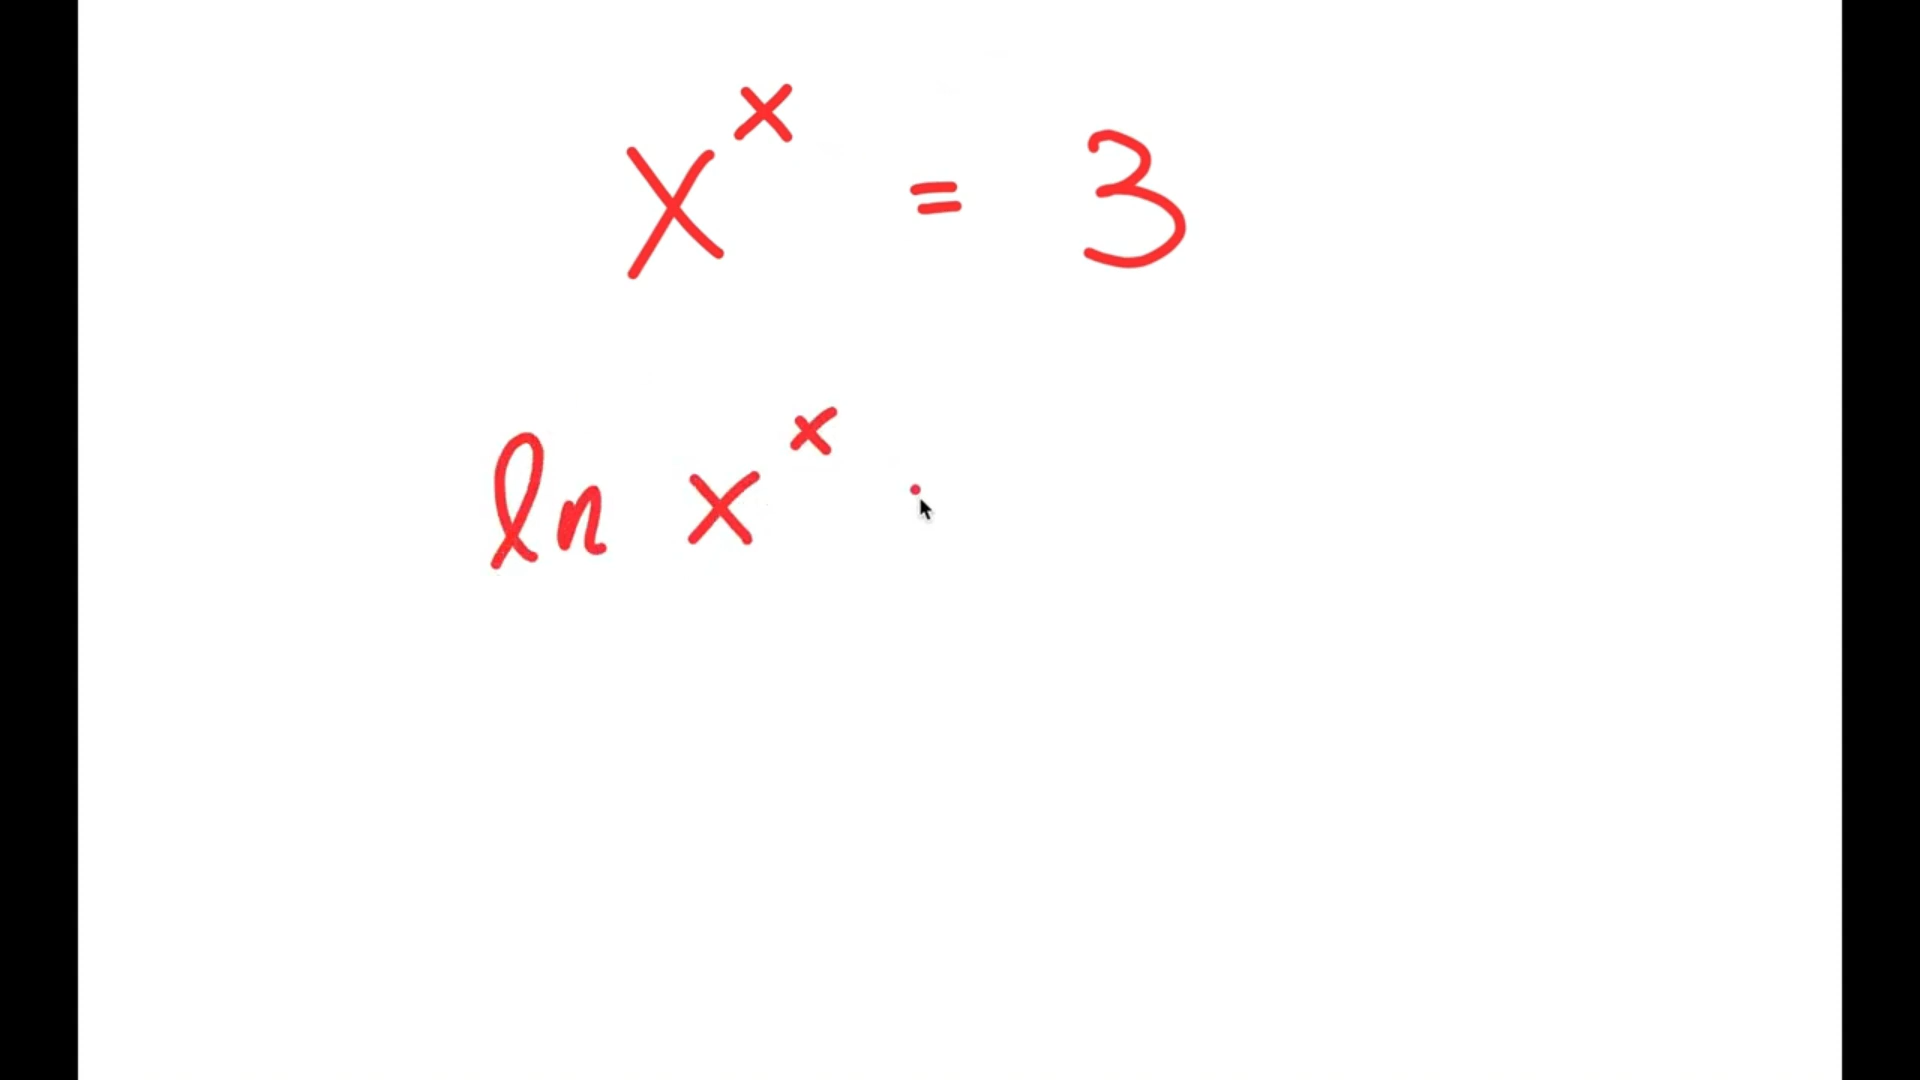 x^x = 3
ln x^x